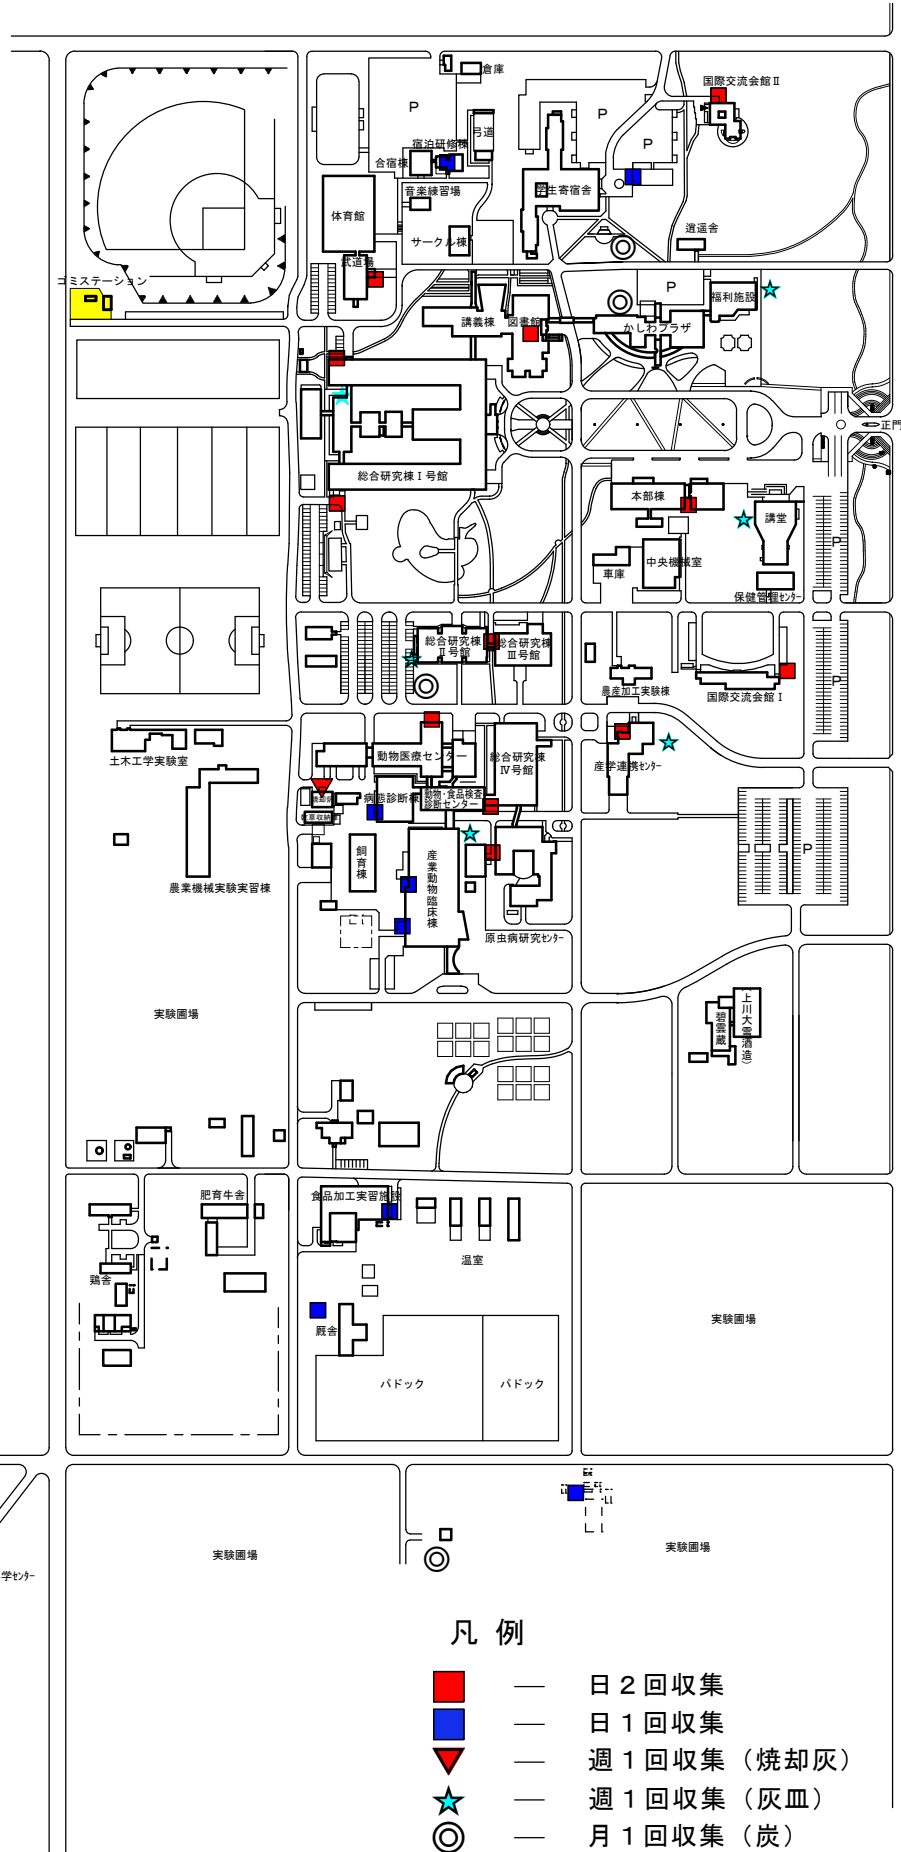 倉庫
国際交流会館Ⅱ
P
P
P
弓道
宿泊研修棟
合宿棟
学生寄宿舎
音楽練習場
体育館
サークル棟
逍遥舎
武道場
ゴミステーション
P
福利施設
講義棟
図書館
かしわプラザ
正門
総合研究棟Ⅰ号館
本部棟
講堂
P
車庫
中央機械室
保健管理センター
総合研究棟
Ⅱ号館
総合研究棟
Ⅲ号館
農産加工実験棟
国際交流会館Ⅰ
P
土木工学実験室
動物医療センター
総合研究棟
Ⅳ号館
産学連携センター
病態診断棟
動物・食品検査
診断センター
P
飼育棟
産業動物臨床棟
農業機械実験実習棟
原虫病研究センター
実験圃場
碧雲蔵
(上川大雪酒造)
肥育牛舎
食品加工実習施設
鶏舎
温室
厩舎
実験圃場
パドック
パドック
実験圃場
実験圃場
学センター
凡 例
— 日2回収集
— 日1回収集
— 週1回収集（焼却灰）
— 週1回収集（灰皿）
— 月1回収集（炭）